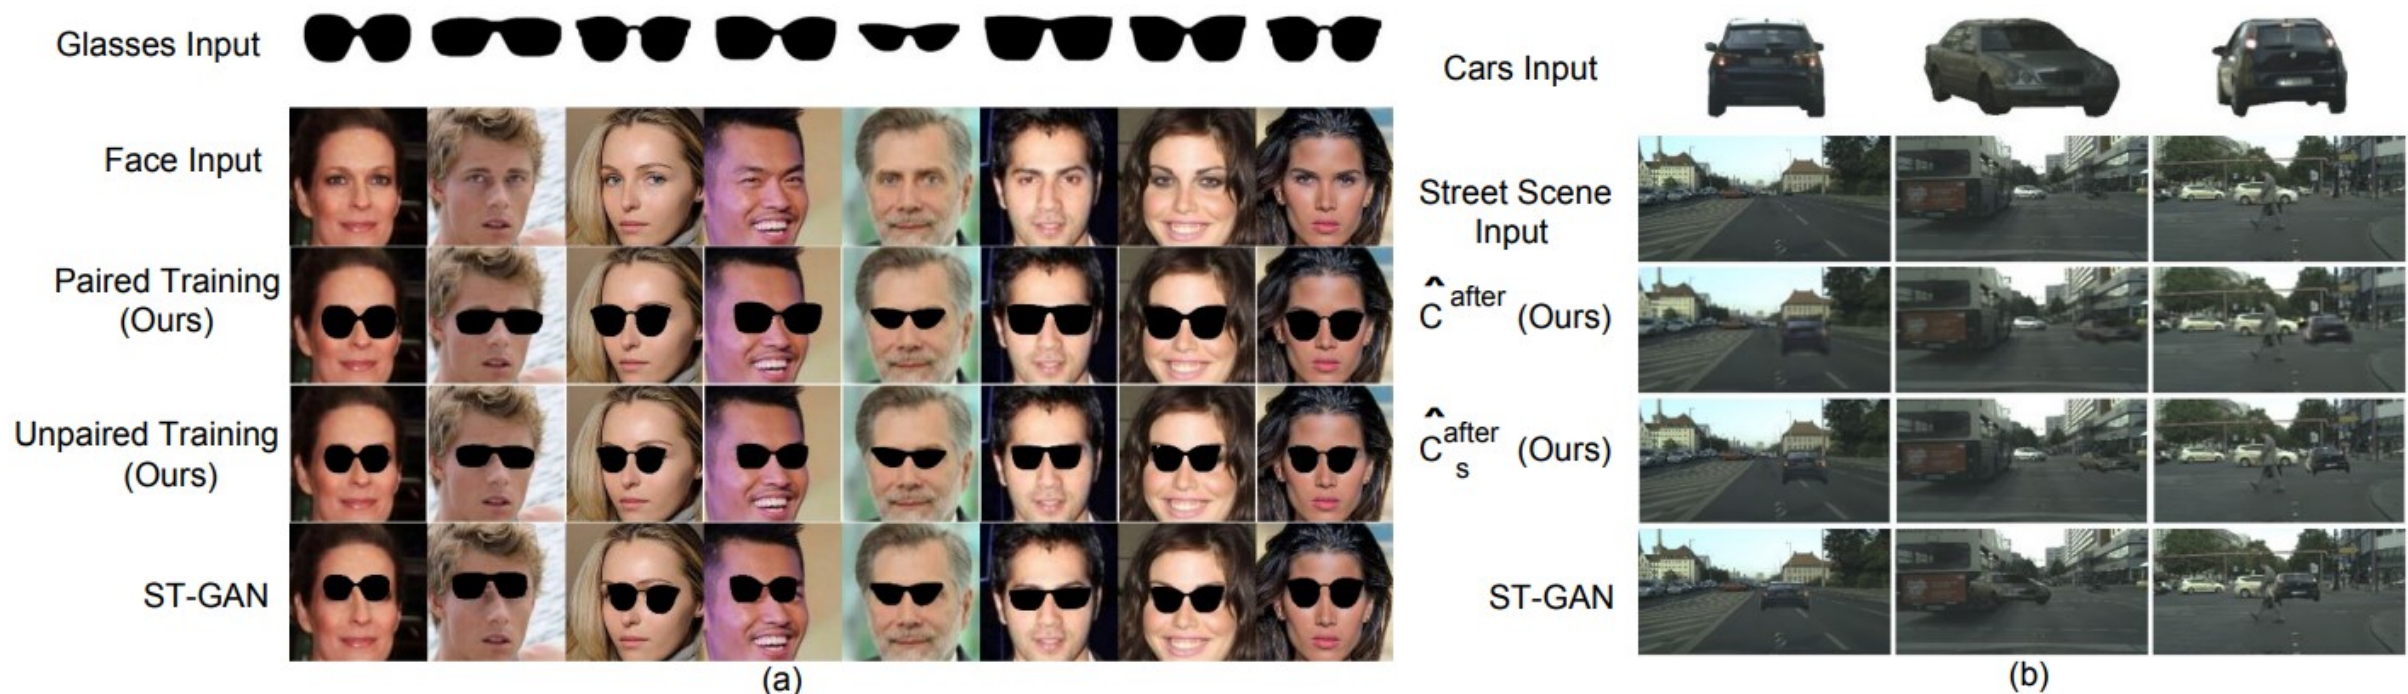 Glasses Input
Face Input
Paired Training
(Ours)
Unpaired Training
(Ours)
ST-GAN
(a)
Cars Input
Street Scene
Input
Ĉ^after (Ours)
Ĉ_s^after (Ours)
ST-GAN
(b)